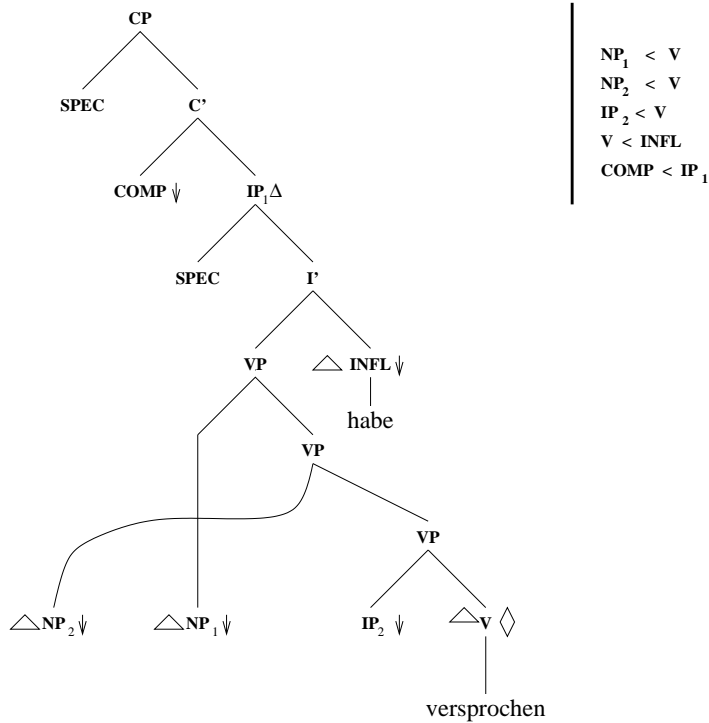 CP
NP₁ < V
NP₂ < V
SPEC C’
IP₂ < V
V < INFL
COMP < IP₁
COMP ↓ IP₁ Δ
SPEC I’
VP △ INFL ↓
habe
VP
VP
△ NP₂ ↓ △ NP₁ ↓ IP₂ ↓ △ V ◊
versprochen